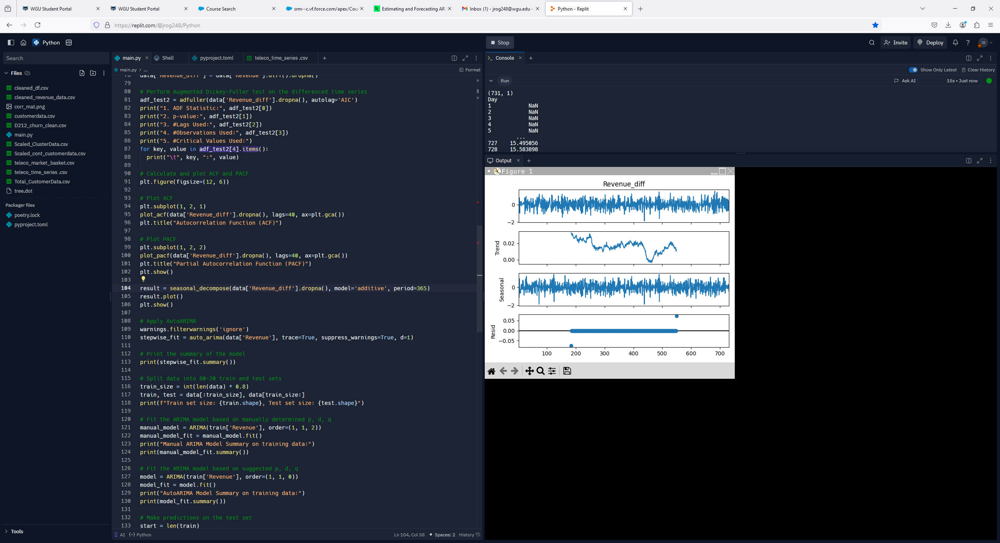 WGU Student Portal
WGU Student Portal
Course Search
srm--c.vf.force.com/apex/Cou
Estimating and Forecasting AR
Inbox (1) - jrog248@wgu.edu -
Python - Replit
https://replit.com/@jrog248/Python
Python
Stop
Invite
Deploy
JR
Search
Files
cleaned_df.csv
cleaned_revenue_data.csv
corr_mat.png
customerdata.csv
D212_churn_clean.csv
main.py
Scaled_ClusterData.csv
Scaled_cont_customerdata.csv
teleco_market_basket.csv
teleco_time_series .csv
Total_CustomerData.csv
tree.dot
Packager files
poetry.lock
pyproject.toml
Tools
main.py
Shell
pyproject.toml
teleco_time_series .csv
main.py > ...
Format
78 data['Revenue_diff'] = data['Revenue'].diff().dropna()
79
80 # Perform Augmented Dickey-Fuller test on the differenced time series
81 adf_test2 = adfuller(data['Revenue_diff'].dropna(), autolag='AIC')
82 print("1. ADF Statistic:", adf_test2[0])
83 print("2. p-value:", adf_test2[1])
84 print("3. #Lags Used:", adf_test2[2])
85 print("4. #Observations Used:", adf_test2[3])
86 print("5. #Critical Values Used:")
87 for key, value in adf_test2[4].items():
88 print("\t", key, ":", value)
89
90 # Calculate and plot ACF and PACF
91 plt.figure(figsize=(12, 6))
92
93 # Plot ACF
94 plt.subplot(1, 2, 1)
95 plot_acf(data['Revenue_diff'].dropna(), lags=40, ax=plt.gca())
96 plt.title("Autocorrelation Function (ACF)")
97
98 # Plot PACF
99 plt.subplot(1, 2, 2)
100 plot_pacf(data['Revenue_diff'].dropna(), lags=40, ax=plt.gca())
101 plt.title("Partial Autocorrelation Function (PACF)")
102 plt.show()
103
104 result = seasonal_decompose(data['Revenue_diff'].dropna(), model='additive', period=365)
105 result.plot()
106 plt.show()
107
108 # Apply AutoARIMA
109 warnings.filterwarnings('ignore')
110 stepwise_fit = auto_arima(data['Revenue'], trace=True, suppress_warnings=True, d=1)
111
112 # Print the summary of the model
113 print(stepwise_fit.summary())
114
115 # Split data into 80-20 train and test sets
116 train_size = int(len(data) * 0.8)
117 train, test = data[:train_size], data[train_size:]
118 print(f"Train set size: {train.shape}, Test set size: {test.shape}")
119
120 # Fit the ARIMA model based on manually determined p, d, q
121 manual_model = ARIMA(train['Revenue'], order=(1, 1, 2))
122 manual_model_fit = manual_model.fit()
123 print("Manual ARIMA Model Summary on training data:")
124 print(manual_model_fit.summary())
125
126 # Fit the ARIMA model based on suggested p, d, q
127 model = ARIMA(train['Revenue'], order=(1, 1, 0))
128 model_fit = model.fit()
129 print("AutoARIMA Model Summary on training data:")
130 print(model_fit.summary())
131
132 # Make predictions on the test set
133 start = len(train)
AI
Python
Ln 104, Col 58
Spaces: 2
History
Console
Show Only Latest
Clear History
Run
Ask AI
15s • Just now
(731, 1)
Day
1 NaN
2 NaN
3 NaN
4 NaN
5 NaN
...
727 15.495056
728 15.583898
Output
Figure 1
Revenue_diff
0
−2
Trend
0.02
0.00
Seasonal
0
−2
Resid
0.05
0.00
−0.05
100 200 300 400 500 600 700